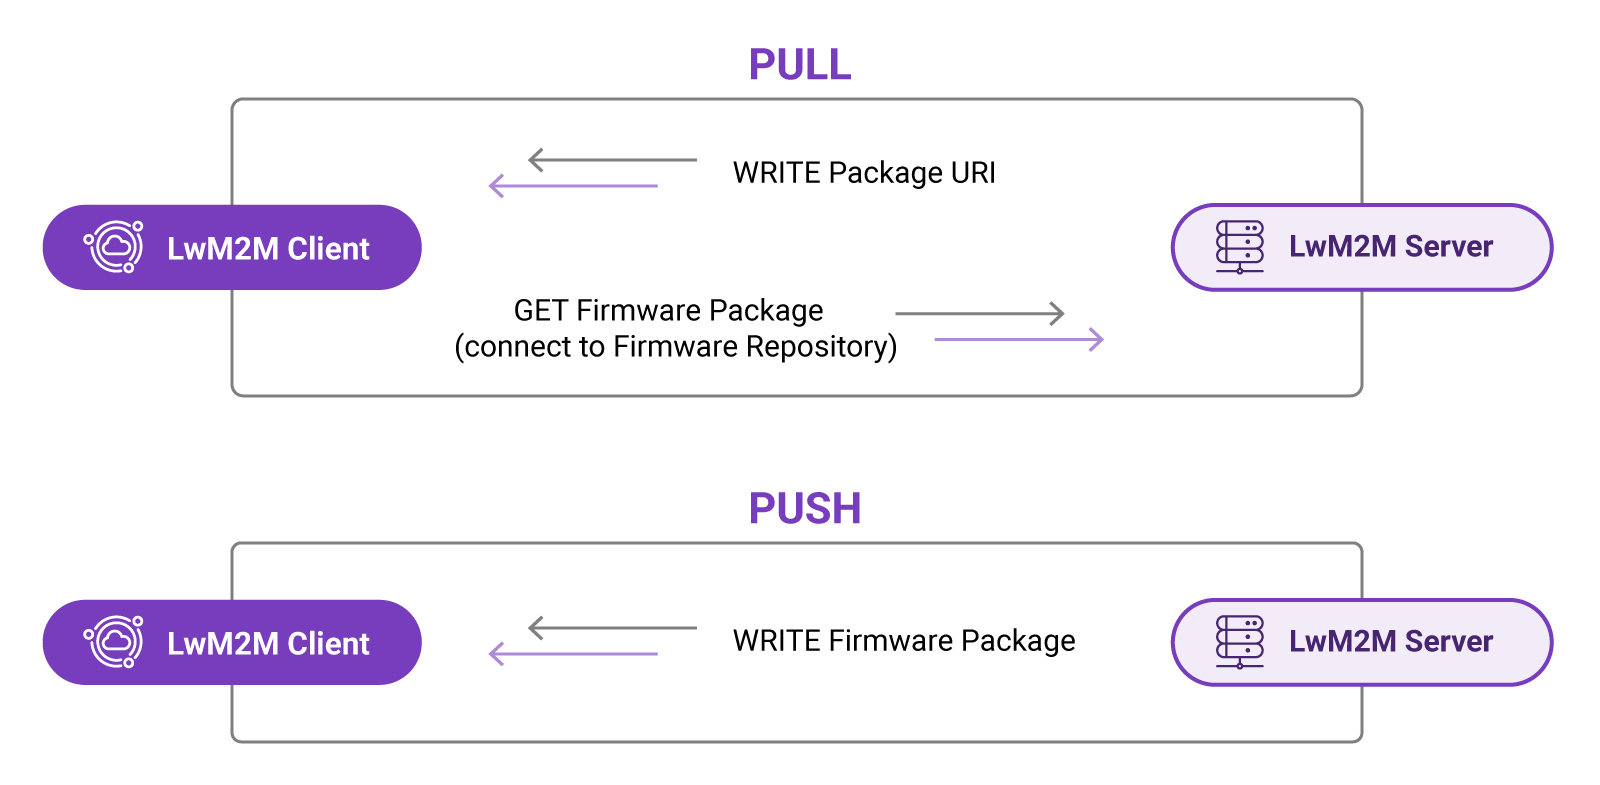 PULL
WRITE Package URI
LwM2M Client
LwM2M Server
GET Firmware Package
(connect to Firmware Repository)
PUSH
LwM2M Client
WRITE Firmware Package
LwM2M Server